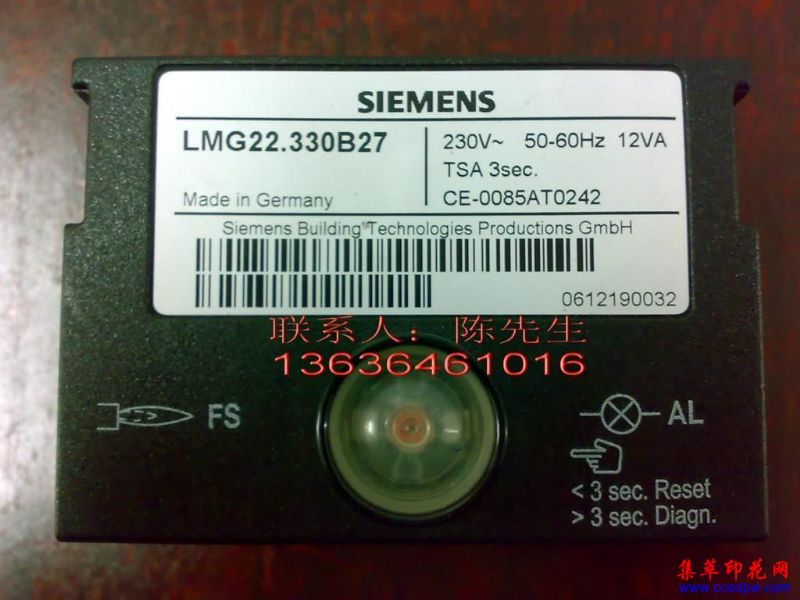 SIEMENS
LMG22.330B27
230V~ 50-60Hz 12VA
TSA 3sec.
Made in Germany
CE-0085AT0242
Siemens Building®Technologies Productions GmbH
0612190032
联系人：陈先生
13636461016
FS
AL
< 3 sec. Reset
> 3 sec. Diagn.
集萃印花网
www.ccedpw.com